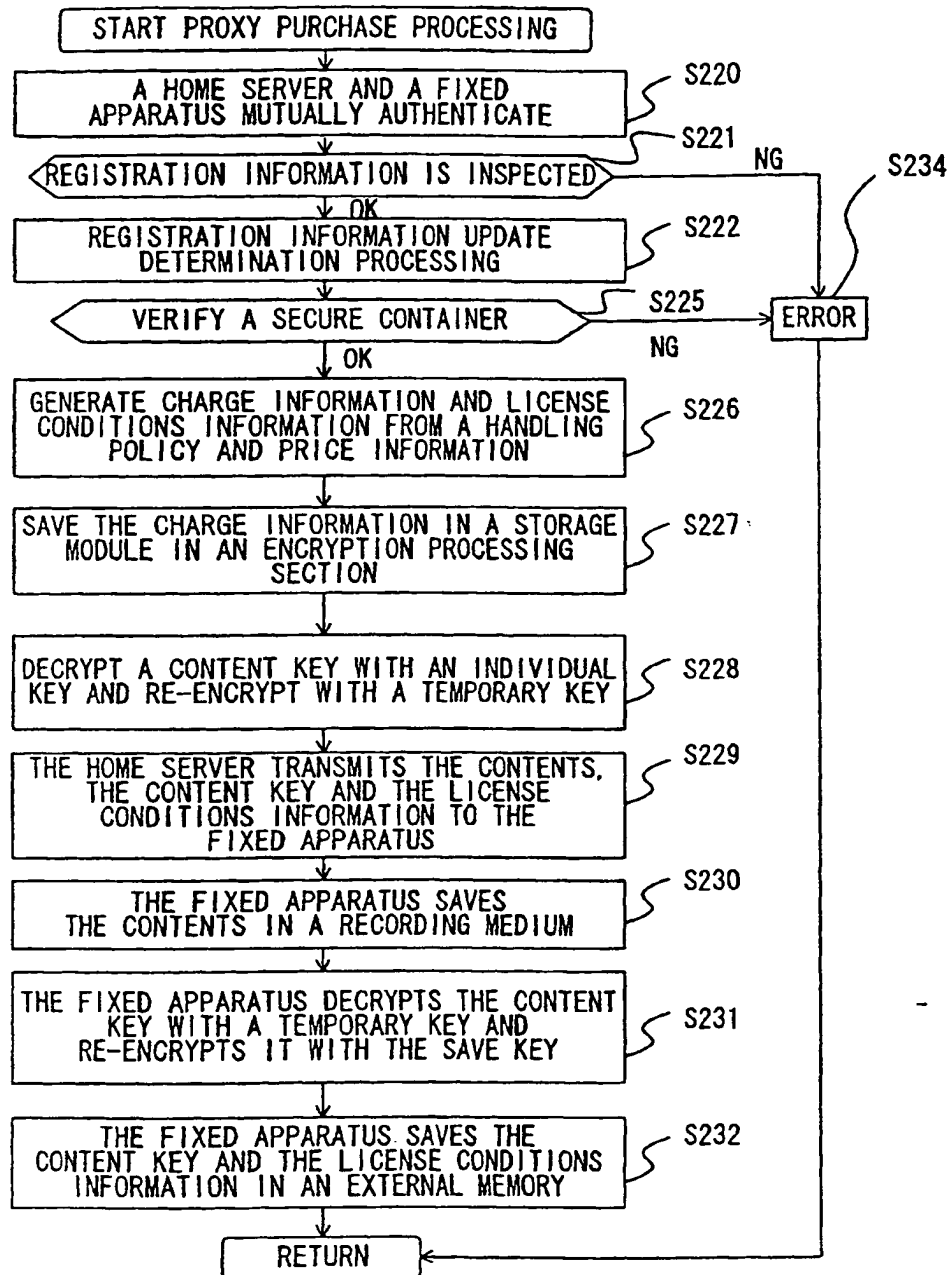 START PROXY PURCHASE PROCESSING
A HOME SERVER AND A FIXED
APPARATUS MUTUALLY AUTHENTICATE
S220
REGISTRATION INFORMATION IS INSPECTED
S221
NG
S234
OK
REGISTRATION INFORMATION UPDATE
DETERMINATION PROCESSING
S222
VERIFY A SECURE CONTAINER
S225
NG
ERROR
OK
GENERATE CHARGE INFORMATION AND LICENSE
CONDITIONS INFORMATION FROM A HANDLING
POLICY AND PRICE INFORMATION
S226
SAVE THE CHARGE INFORMATION IN A STORAGE
MODULE IN AN ENCRYPTION PROCESSING
SECTION
S227
DECRYPT A CONTENT KEY WITH AN INDIVIDUAL
KEY AND RE-ENCRYPT WITH A TEMPORARY KEY
S228
THE HOME SERVER TRANSMITS THE CONTENTS,
THE CONTENT KEY AND THE LICENSE
CONDITIONS INFORMATION TO THE
FIXED APPARATUS
S229
THE FIXED APPARATUS SAVES
THE CONTENTS IN A RECORDING MEDIUM
S230
THE FIXED APPARATUS DECRYPTS THE CONTENT
KEY WITH A TEMPORARY KEY AND
RE-ENCRYPTS IT WITH THE SAVE KEY
S231
THE FIXED APPARATUS SAVES THE
CONTENT KEY AND THE LICENSE CONDITIONS
INFORMATION IN AN EXTERNAL MEMORY
S232
RETURN